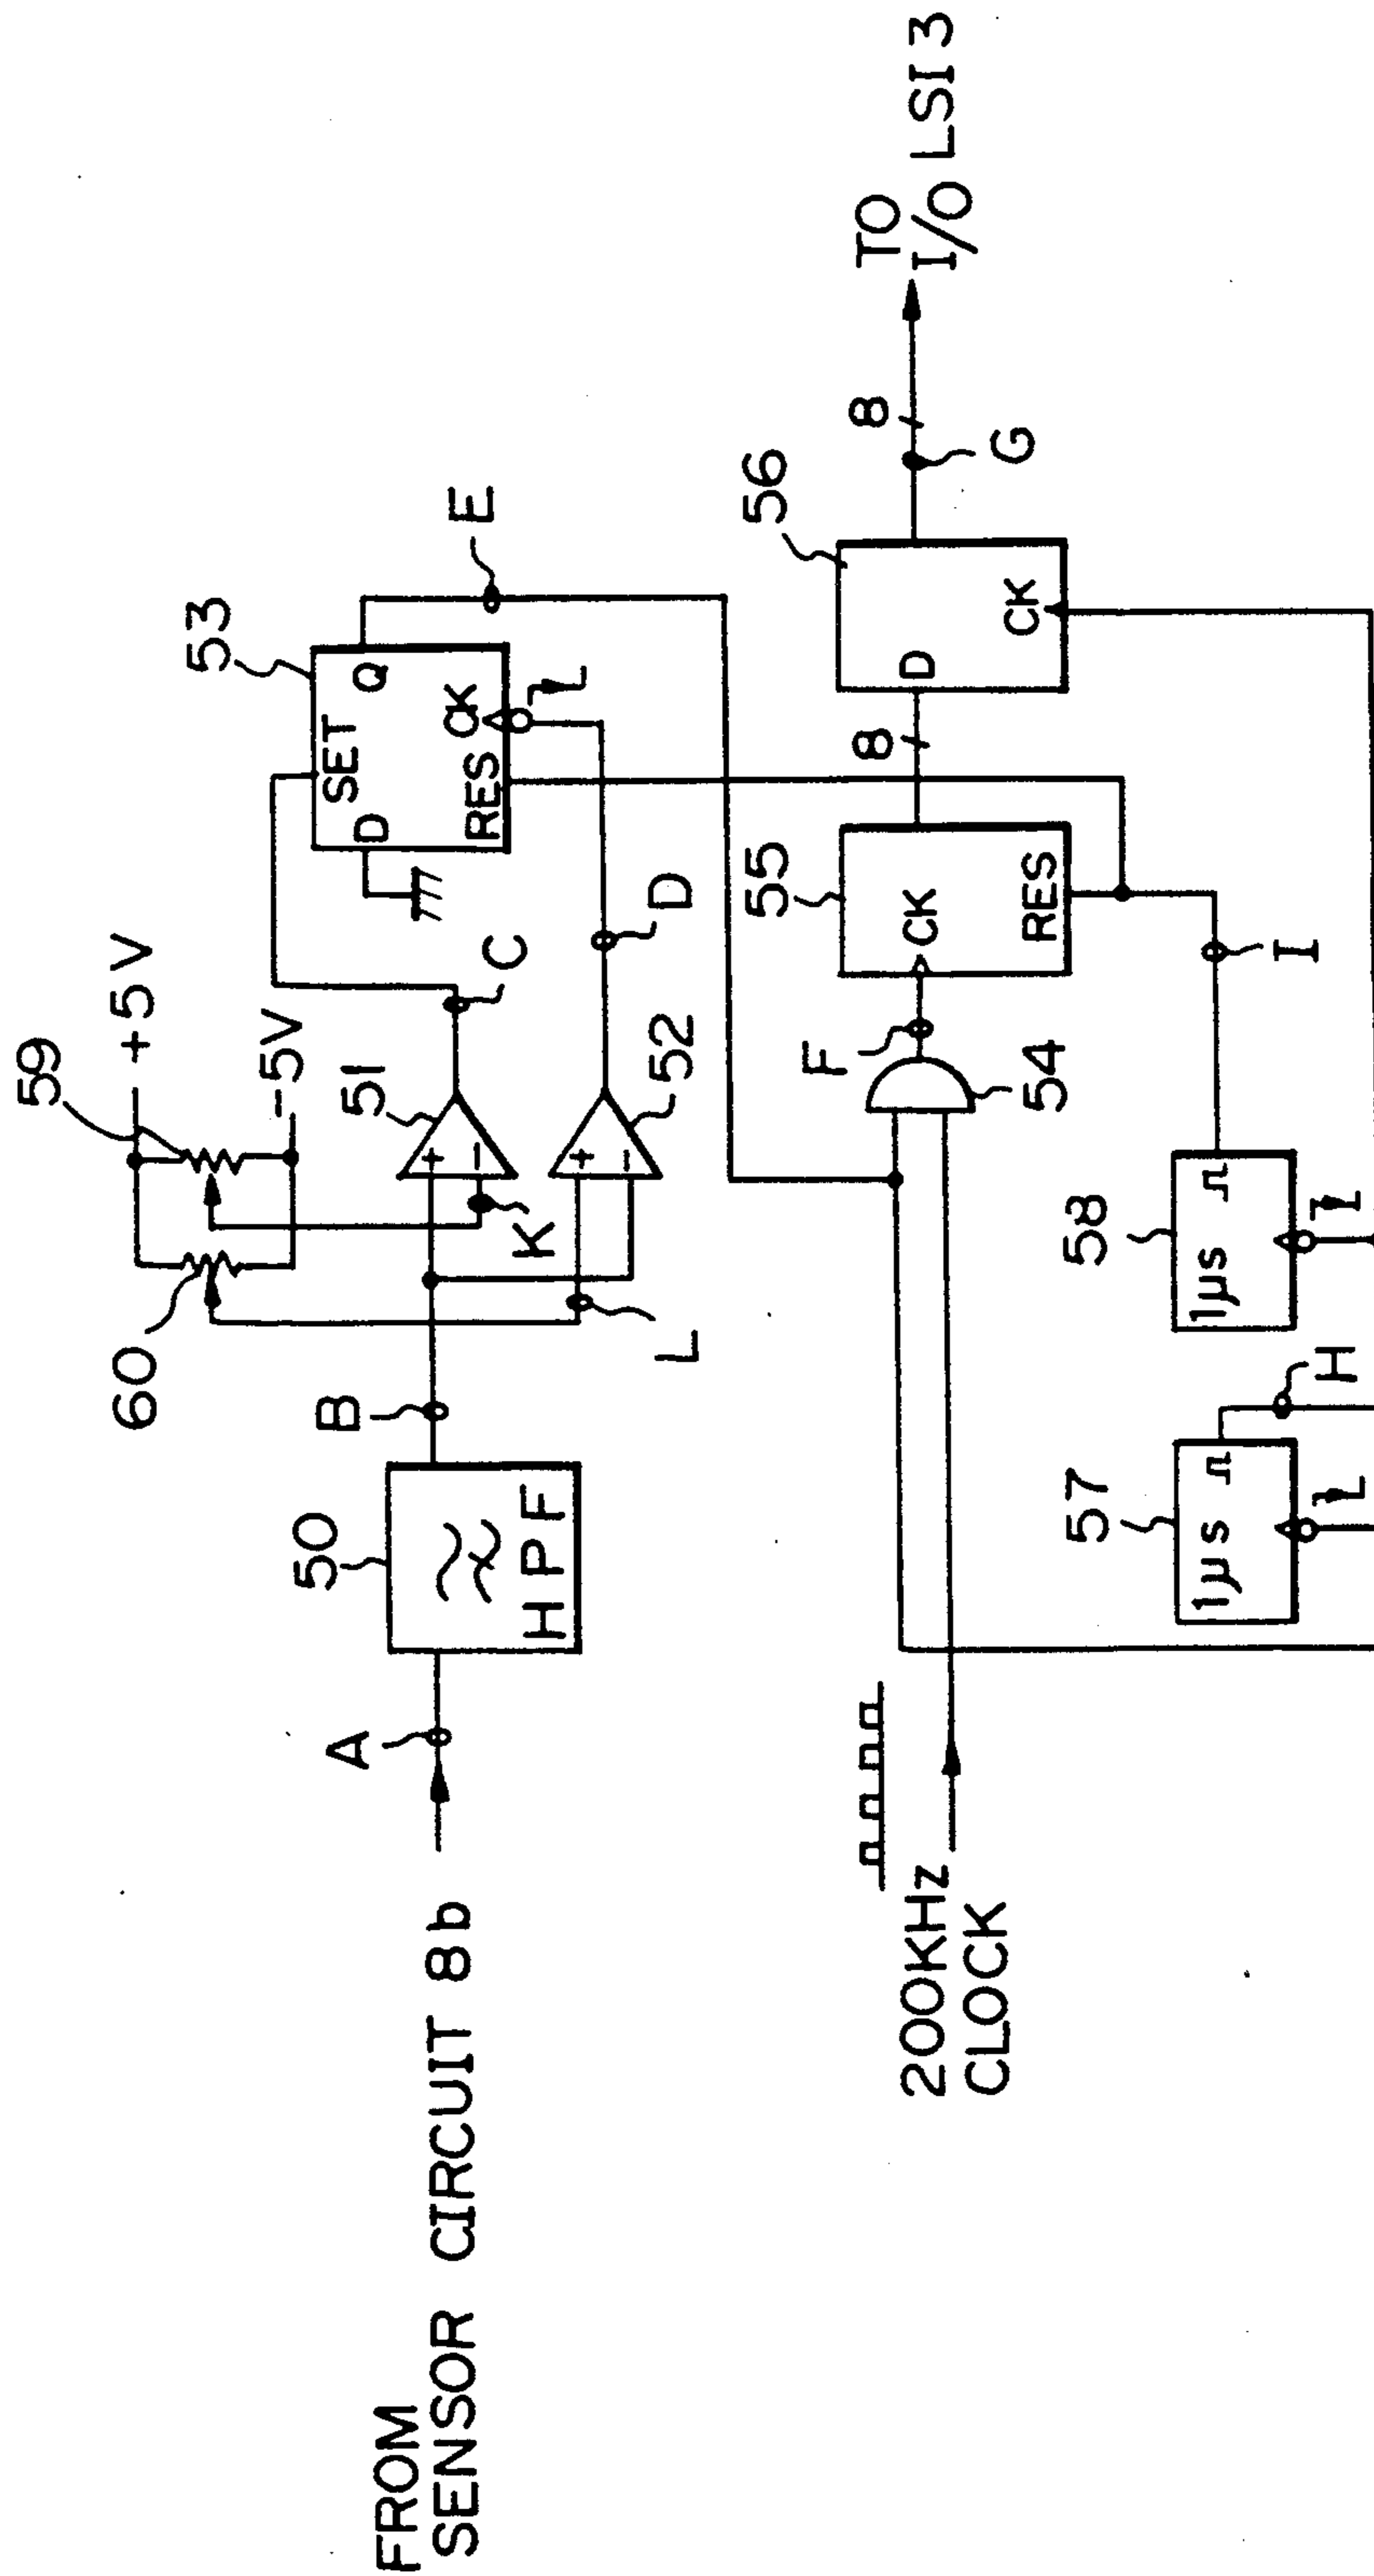 FROM
SENSOR CIRCUIT 8b
A
50
HPF
B
60
59
+5V
-5V
K
L
51
+
-
52
+
-
C
D
53
SET
D
Q
CK
RES
E
200KHz
CLOCK
54
F
55
CK
RES
8
56
D
CK
8
G
TO
I/O LSI 3
57
1μs
H
58
1μs
I